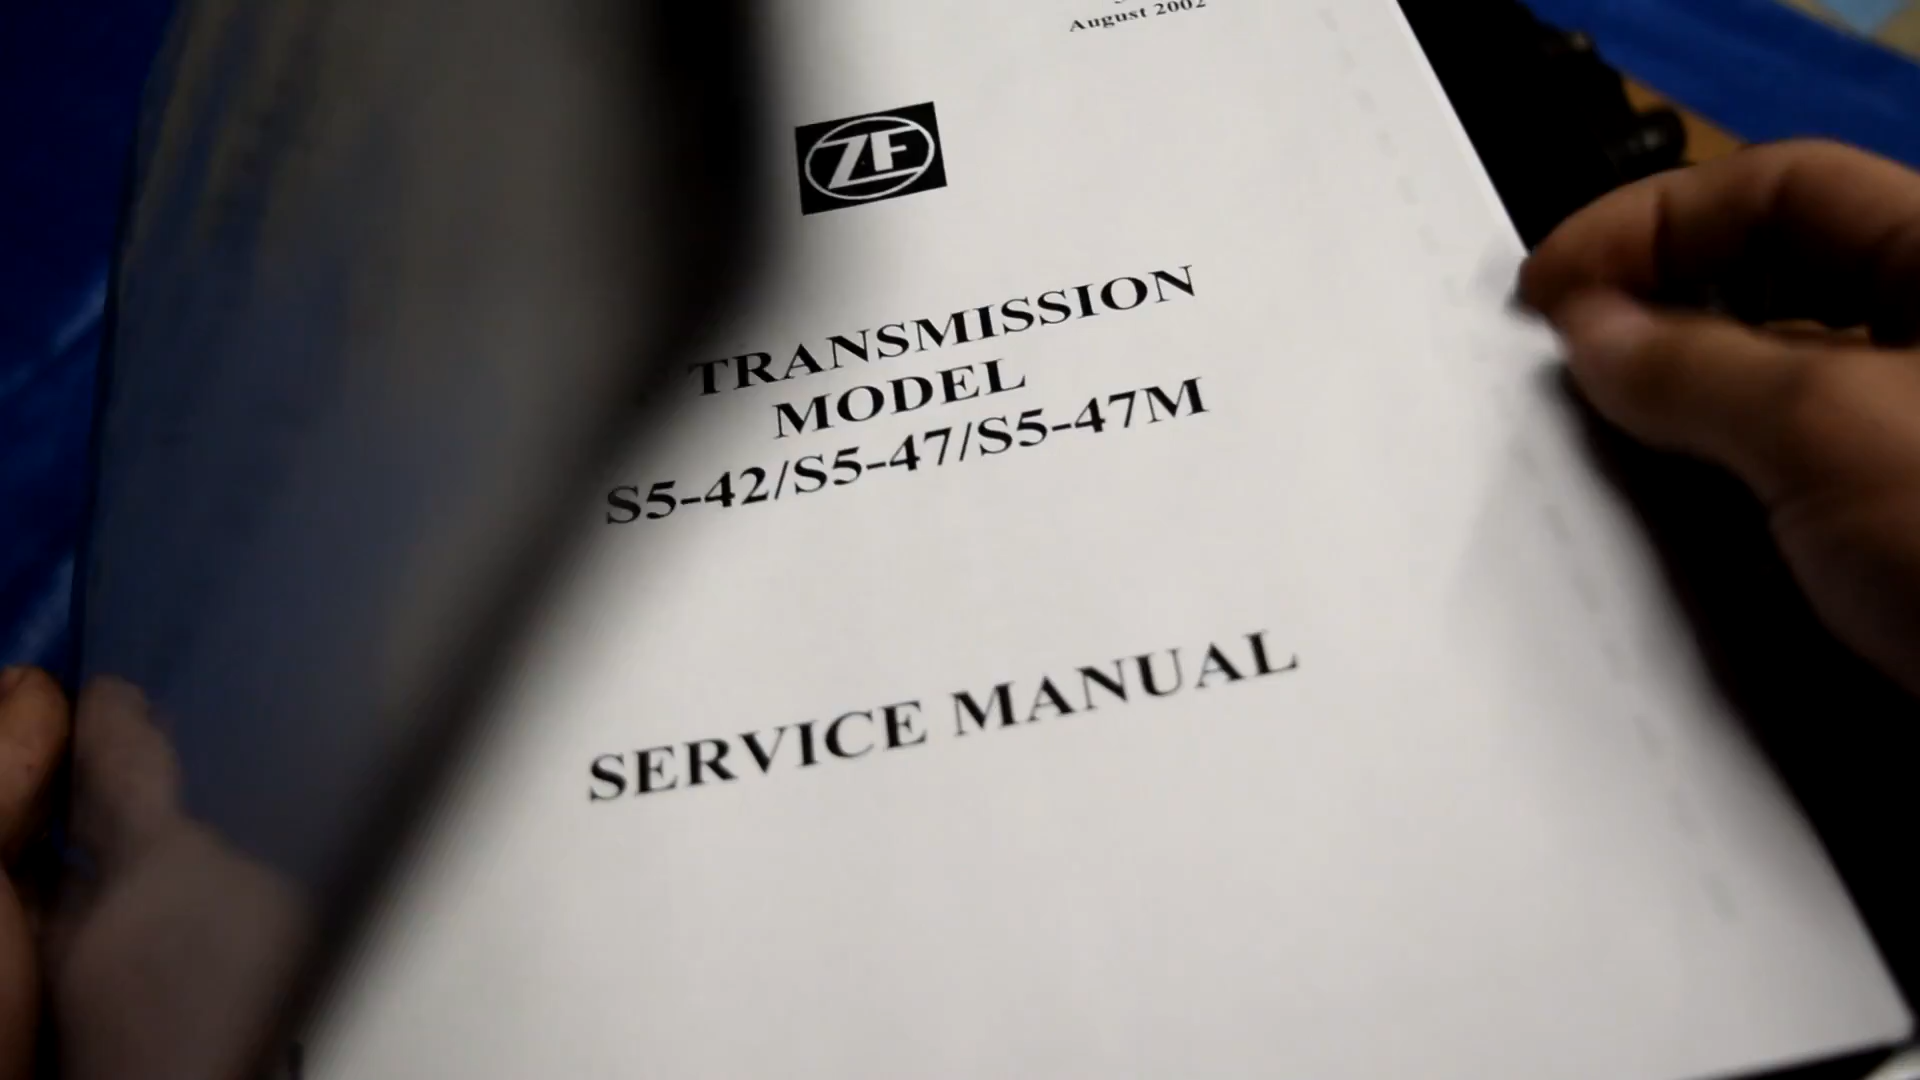 August 2002
ZF
TRANSMISSION
MODEL
S5-42/S5-47/S5-47M
SERVICE MANUAL